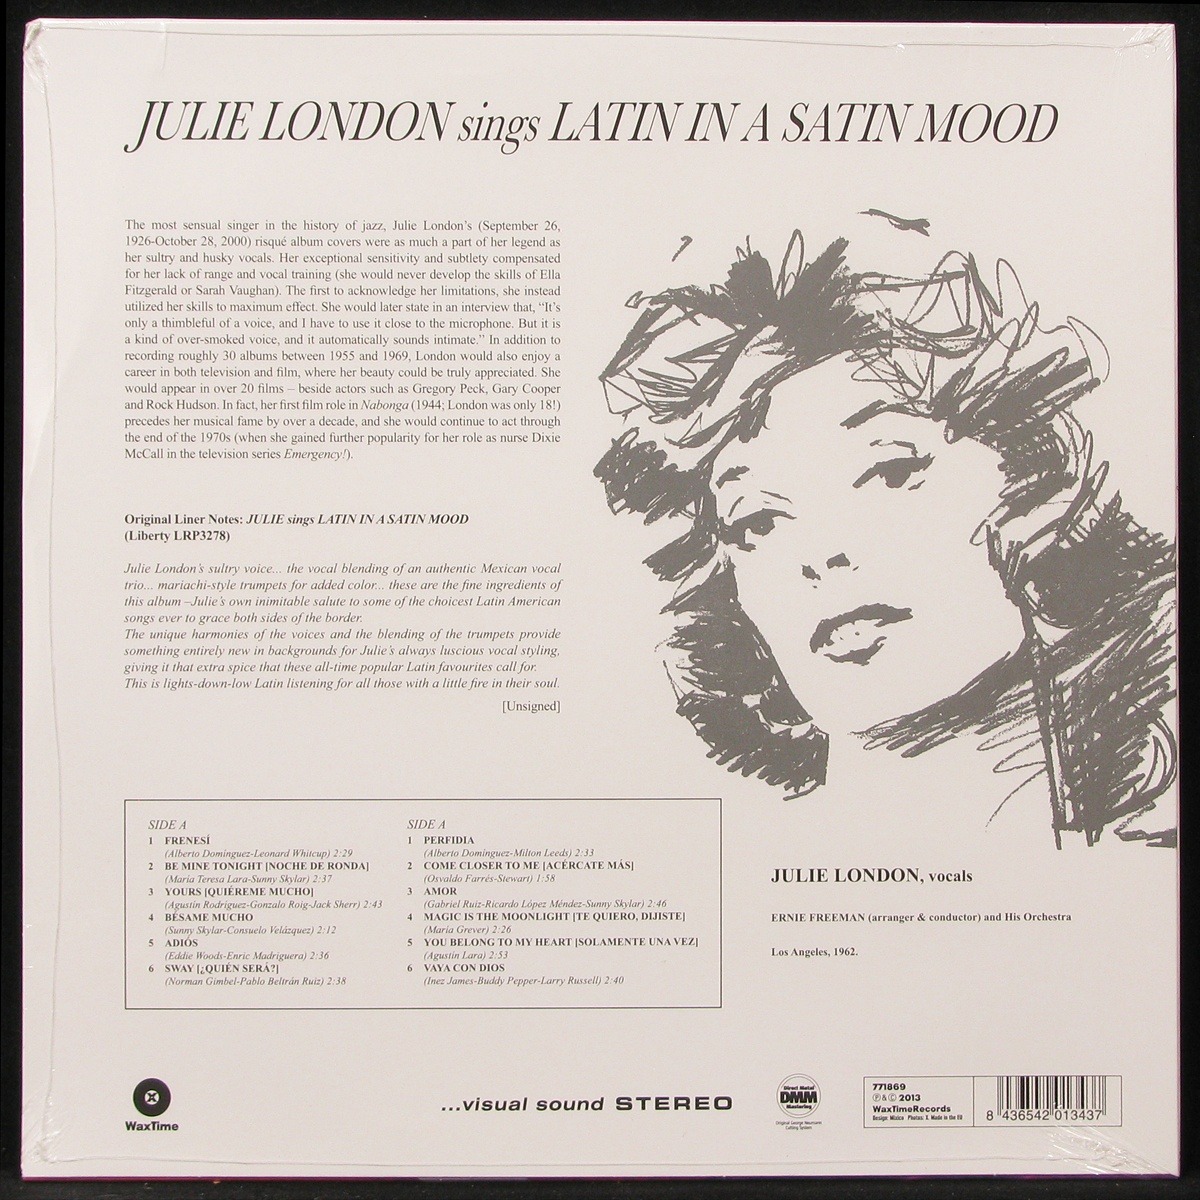 JULIE LONDON sings LATIN IN A SATIN MOOD
The most sensual singer in the history of jazz, Julie London's (September 26,
1926-October 28, 2000) risqué album covers were as much a part of her legend as
her sultry and husky vocals. Her exceptional sensitivity and subtlety compensated
for her lack of range and vocal training (she would never develop the skills of Ella
Fitzgerald or Sarah Vaughan). The first to acknowledge her limitations, she instead
utilized her skills to maximum effect. She would later state in an interview that, “It's
only a thimbleful of a voice, and I have to use it close to the microphone. But it is
a kind of over-smoked voice, and it automatically sounds intimate.” In addition to
recording roughly 30 albums between 1955 and 1969, London would also enjoy a
career in both television and film, where her beauty could be truly appreciated. She
would appear in over 20 films – beside actors such as Gregory Peck, Gary Cooper
and Rock Hudson. In fact, her first film role in Nabonga (1944; London was only 18!)
precedes her musical fame by over a decade, and she would continue to act through
the end of the 1970s (when she gained further popularity for her role as nurse Dixie
McCall in the television series Emergency!).
Original Liner Notes: JULIE sings LATIN IN A SATIN MOOD
(Liberty LRP3278)
Julie London's sultry voice... the vocal blending of an authentic Mexican vocal
trio... mariachi-style trumpets for added color... these are the fine ingredients of
this album –Julie's own inimitable salute to some of the choicest Latin American
songs ever to grace both sides of the border.
The unique harmonies of the voices and the blending of the trumpets provide
something entirely new in backgrounds for Julie's always luscious vocal styling,
giving it that extra spice that these all-time popular Latin favourites call for.
This is lights-down-low Latin listening for all those with a little fire in their soul.
[Unsigned]
SIDE A
1 FRENESÍ
(Alberto Domínguez-Leonard Whitcup) 2:29
2 BE MINE TONIGHT [NOCHE DE RONDA]
(María Teresa Lara-Sunny Skylar) 2:37
3 YOURS [QUIÉREME MUCHO]
(Agustín Rodríguez-Gonzalo Roig-Jack Sherr) 2:43
4 BÉSAME MUCHO
(Sunny Skylar-Consuelo Velázquez) 2:12
5 ADIÓS
(Eddie Woods-Enric Madriguera) 2:36
6 SWAY [¿QUIÉN SERÁ?]
(Norman Gimbel-Pablo Beltrán Ruiz) 2:38
SIDE A
1 PERFIDIA
(Alberto Domínguez-Milton Leeds) 2:33
2 COME CLOSER TO ME [ACÉRCATE MÁS]
(Osvaldo Farrés-Stewart) 1:58
3 AMOR
(Gabriel Ruiz-Ricardo López Méndez-Sunny Skylar) 2:46
4 MAGIC IS THE MOONLIGHT [TE QUIERO, DIJISTE]
(María Grever) 2:26
5 YOU BELONG TO MY HEART [SOLAMENTE UNA VEZ]
(Agustín Lara) 2:53
6 VAYA CON DIOS
(Inez James-Buddy Pepper-Larry Russell) 2:40
JULIE LONDON, vocals
ERNIE FREEMAN (arranger & conductor) and His Orchestra
Los Angeles, 1962.
WaxTime
...visual sound STEREO
Direct Metal
DMM
Mastering
Original George Neumann
Cutting System
771869
℗ & © 2013
WaxTimeRecords
Design: México Photos: X. Made in the EU
8 436542 013437